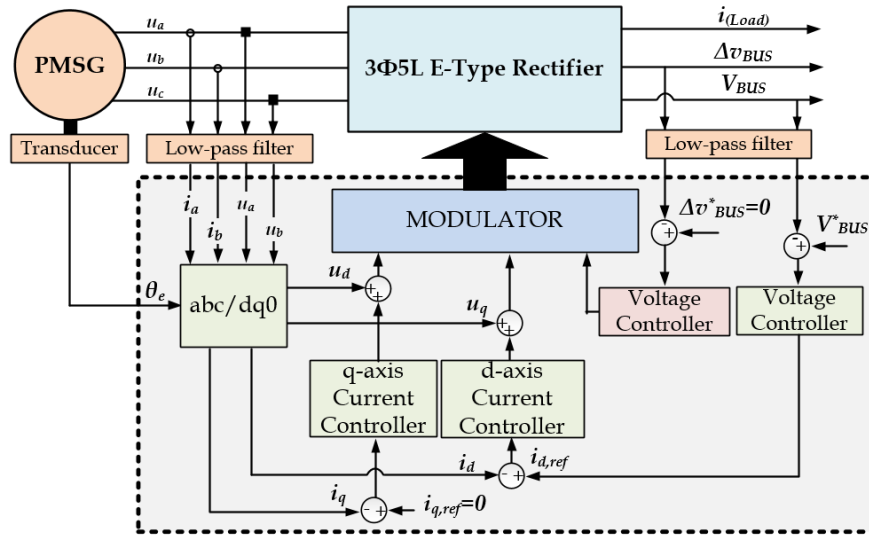 u_a
i_(Load)
PMSG
u_b
3Φ5L E-Type Rectifier
Δv_BUS
u_c
V_BUS
Transducer
Low-pass filter
Low-pass filter
i_a
i_b
u_a
u_b
MODULATOR
Δv*_BUS=0
V*_BUS
- +
- +
θ_e
abc/dq0
u_d
+ +
u_q
+ +
Voltage
Controller
Voltage
Controller
q-axis
Current
Controller
d-axis
Current
Controller
i_d
- +
i_d,ref
i_q
- +
i_q,ref=0